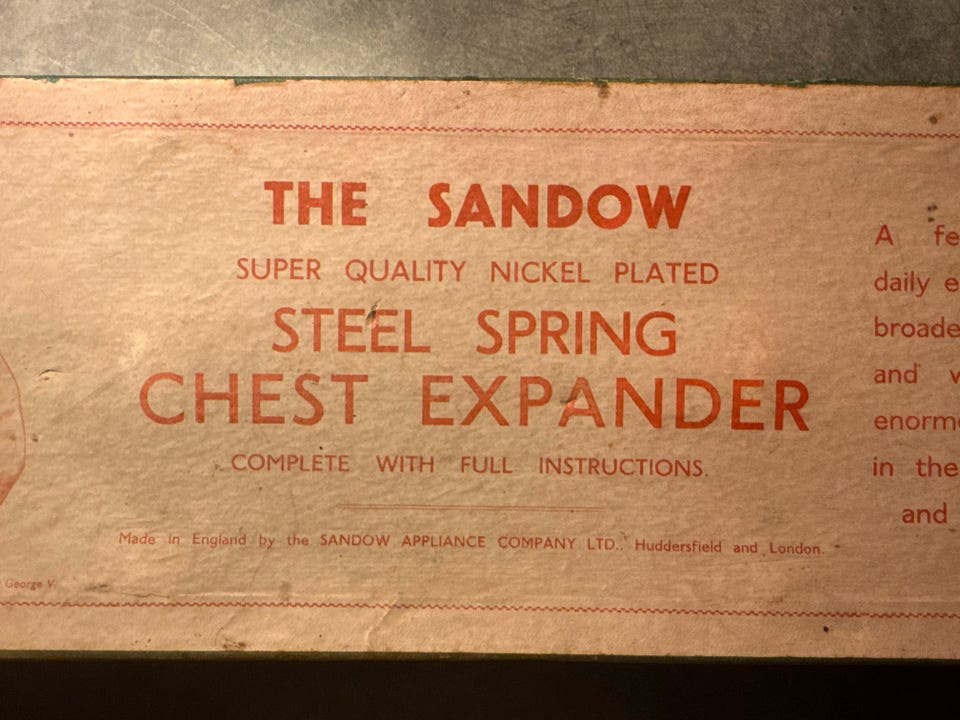 THE SANDOW
SUPER QUALITY NICKEL PLATED
STEEL SPRING
CHEST EXPANDER
COMPLETE WITH FULL INSTRUCTIONS.
Made in England by the SANDOW APPLIANCE COMPANY LTD., Huddersfield and London.
George V.
A
daily
and
in the
and